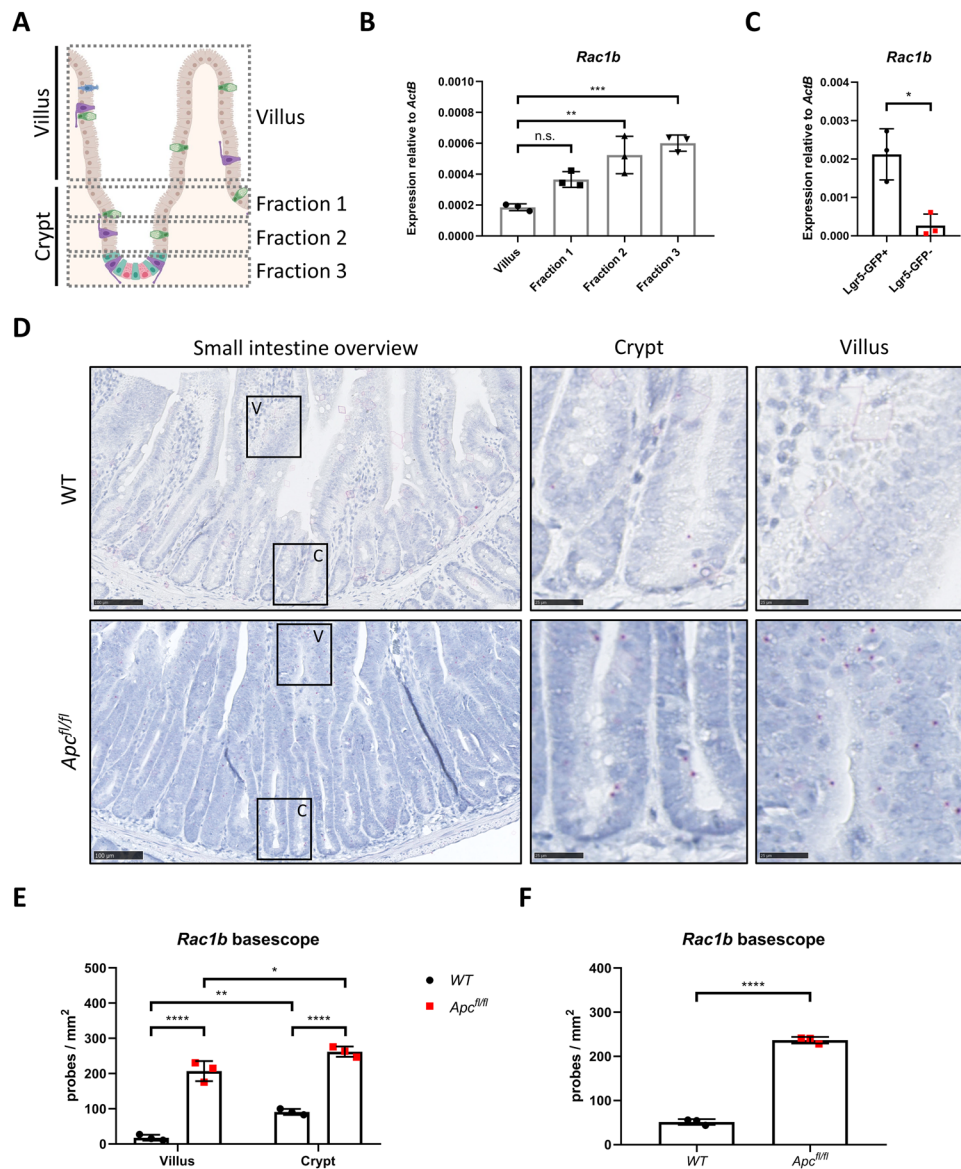 A
Villus
Crypt
Villus
Fraction 1
Fraction 2
Fraction 3
B
Rac1b
Expression relative to ActB
0.0010
0.0008
0.0006
0.0004
0.0002
0.0000
***
**
n.s.
Villus
Fraction 1
Fraction 2
Fraction 3
C
Rac1b
Expression relative to ActB
0.004
0.003
0.002
0.001
0.000
*
Lgr5-GFP+
Lgr5-GFP-
D
Small intestine overview
Crypt
Villus
WT
V
C
100 µm
Apcfl/fl
V
C
100 µm
E
Rac1b basescope
probes / mm2
500
400
300
200
100
0
*
**
****
****
Villus
Crypt
WT
Apcfl/fl
F
Rac1b basescope
probes / mm2
400
300
200
100
0
****
WT
Apcfl/fl